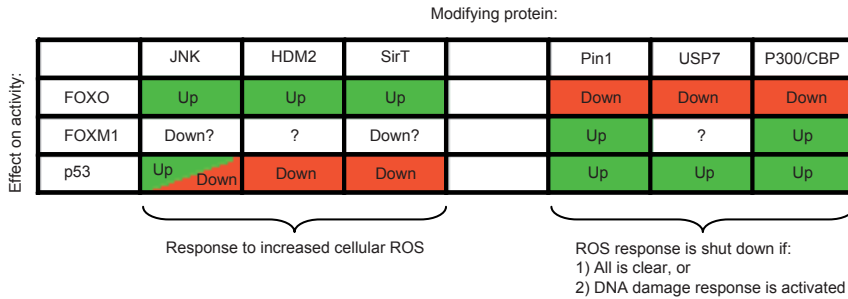 Modifying protein:
Effect on activity:
JNK HDM2 SirT Pin1 USP7 P300/CBP
FOXO Up Up Up Down Down Down
FOXM1 Down? ? Down? Up ? Up
p53 Up Down Down Down Up Up Up
Response to increased cellular ROS
ROS response is shut down if:
1) All is clear, or
2) DNA damage response is activated